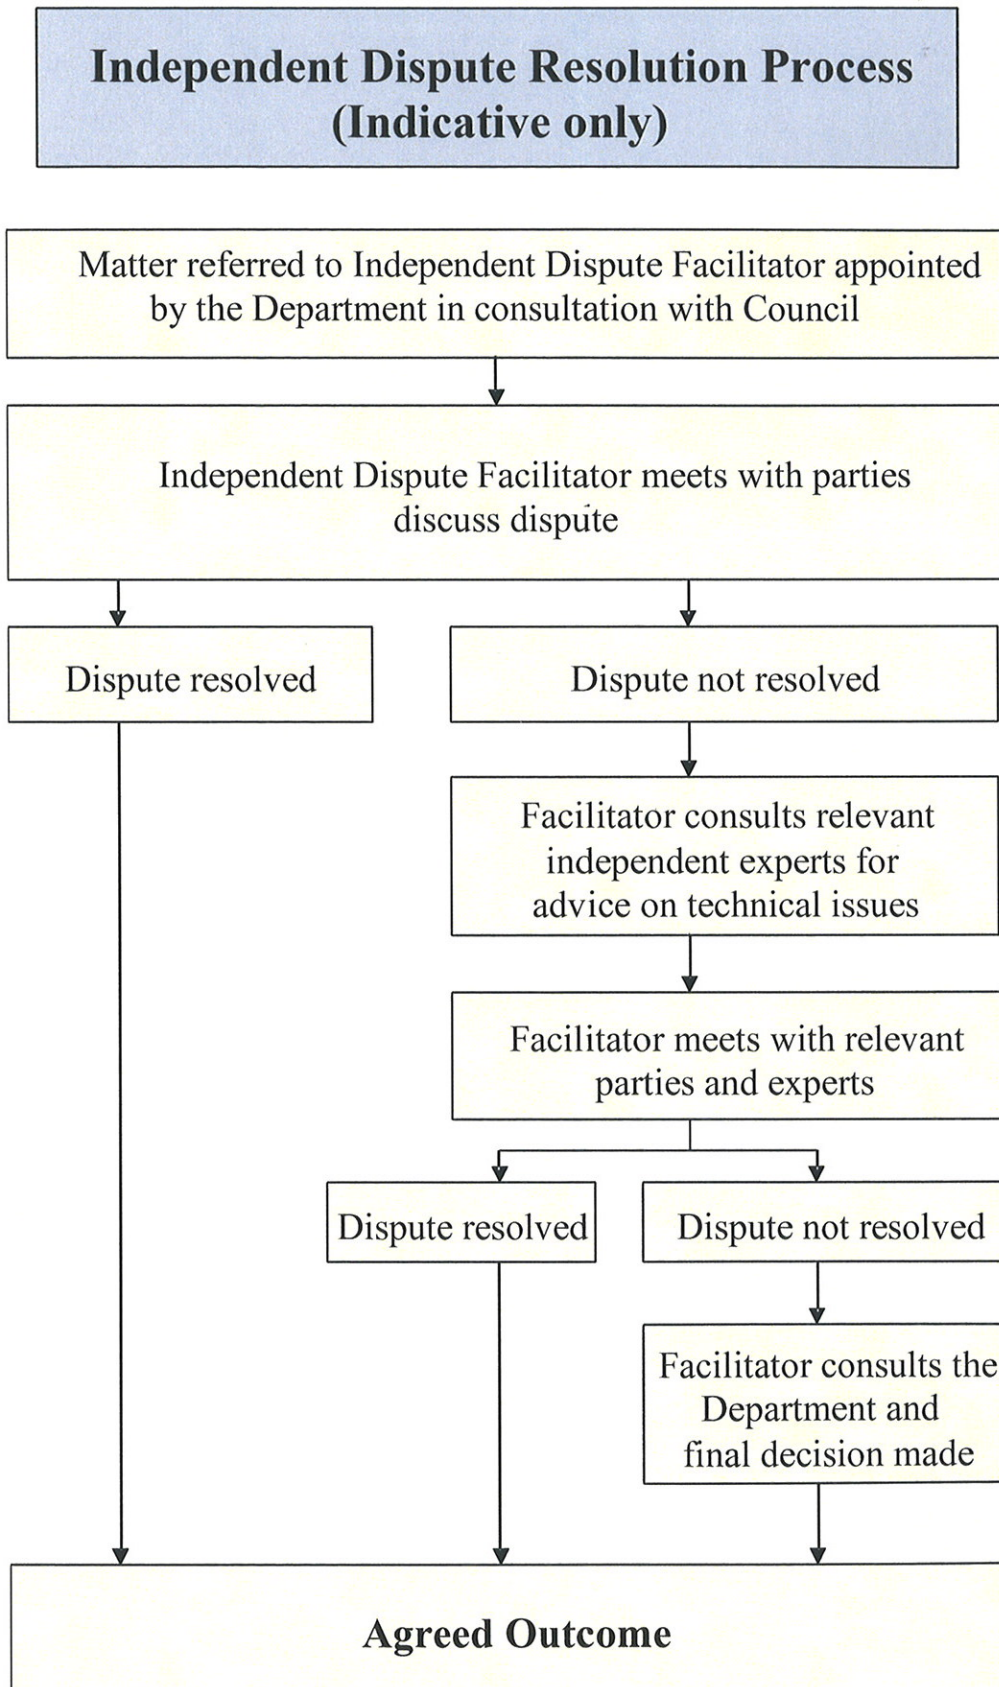 Independent Dispute Resolution Process
(Indicative only)
Matter referred to Independent Dispute Facilitator appointed
by the Department in consultation with Council
Independent Dispute Facilitator meets with parties
discuss dispute
Dispute resolved
Dispute not resolved
Facilitator consults relevant
independent experts for
advice on technical issues
Facilitator meets with relevant
parties and experts
Dispute resolved
Dispute not resolved
Facilitator consults the
Department and
final decision made
Agreed Outcome